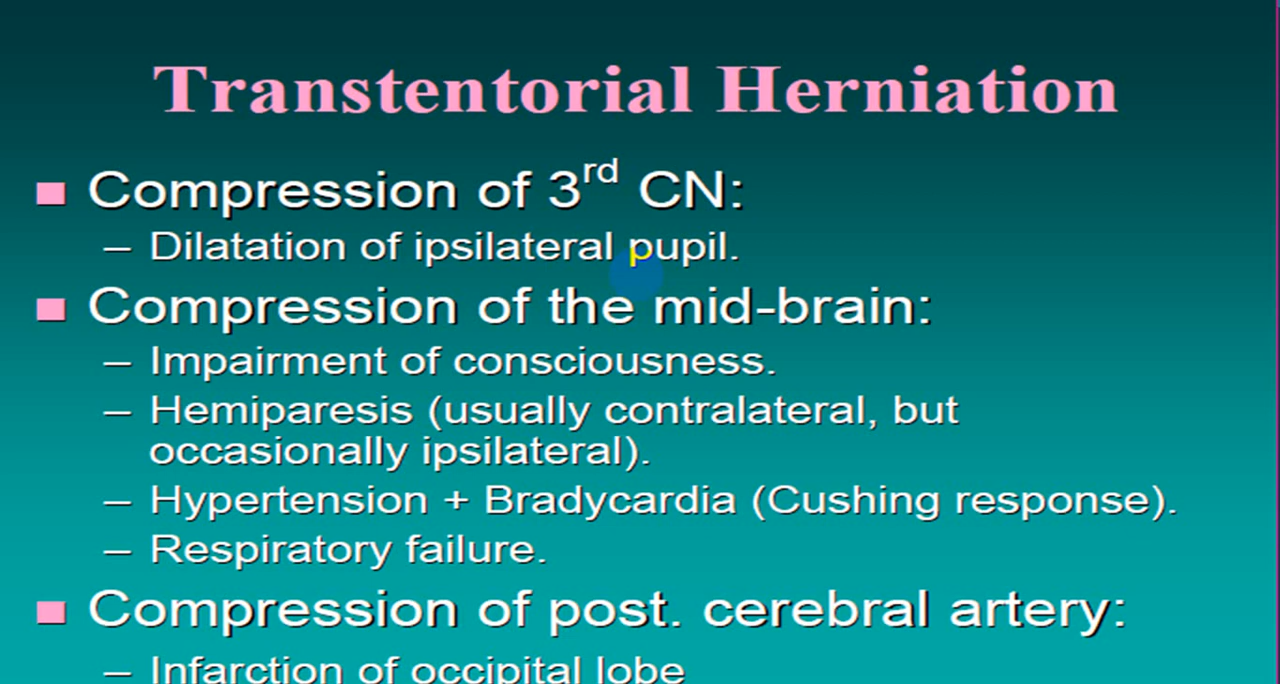 Transtentorial Herniation
Compression of 3rd CN:
– Dilatation of ipsilateral pupil.
Compression of the mid-brain:
– Impairment of consciousness.
– Hemiparesis (usually contralateral, but
occasionally ipsilateral).
– Hypertension + Bradycardia (Cushing response).
– Respiratory failure.
Compression of post. cerebral artery:
– Infarction of occipital lobe